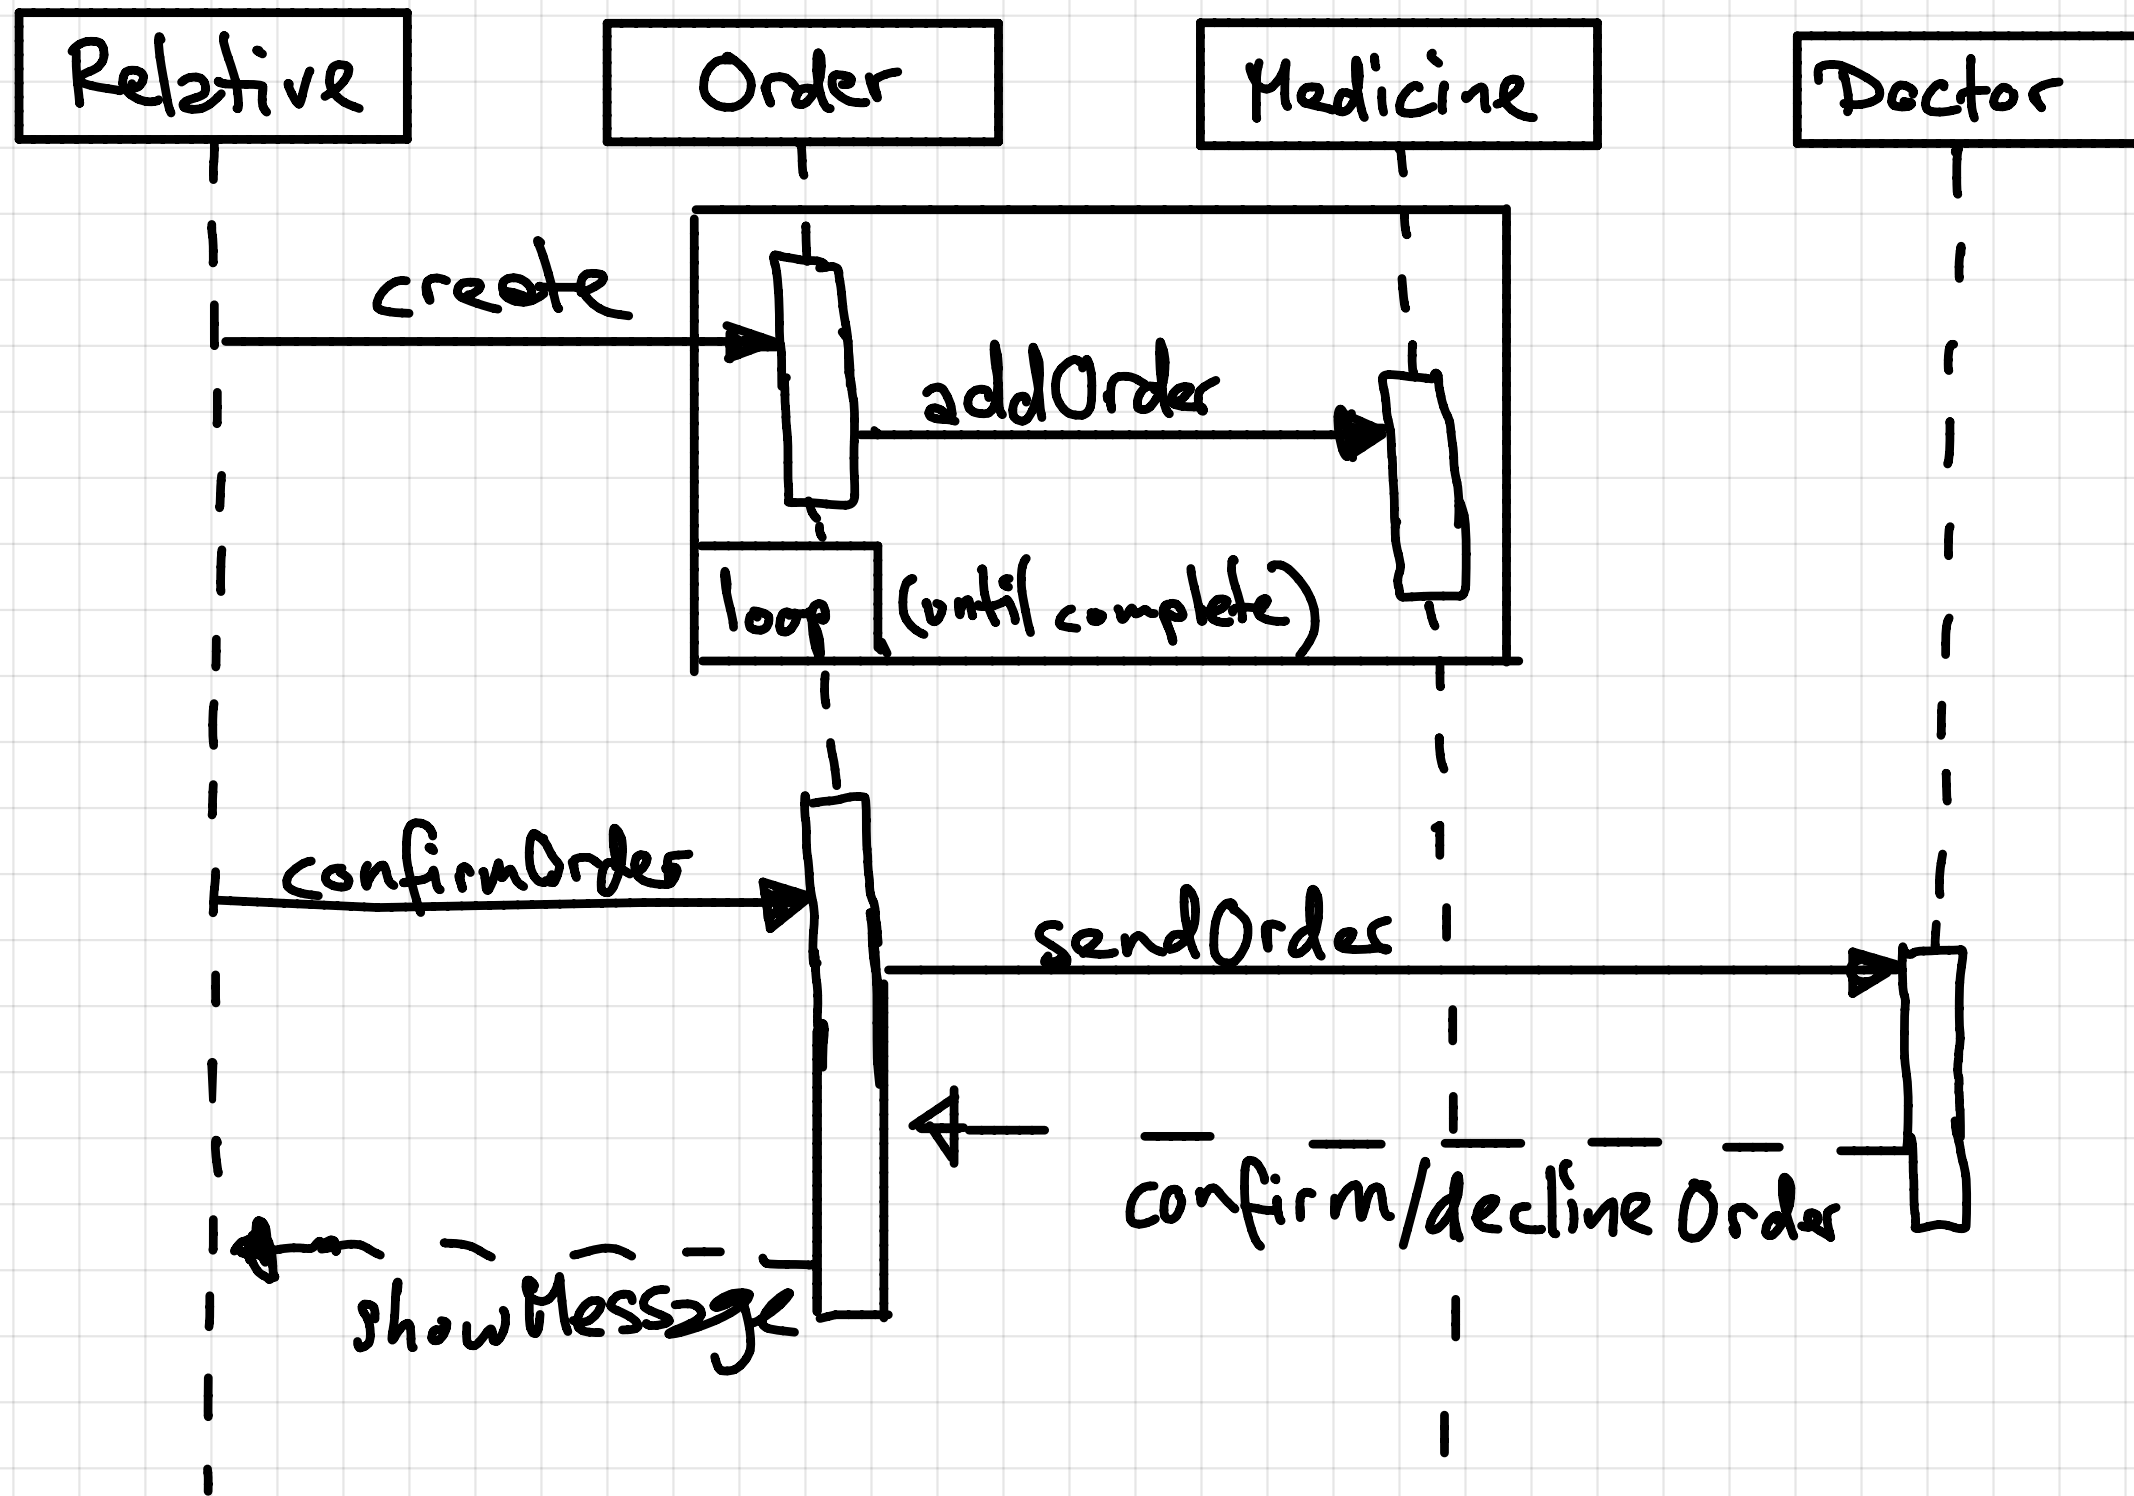 Relative
Order
Medicine
Doctor
create
addOrder
loop
(until complete)
confirmOrder
sendOrder
confirm/decline Order
showMessage